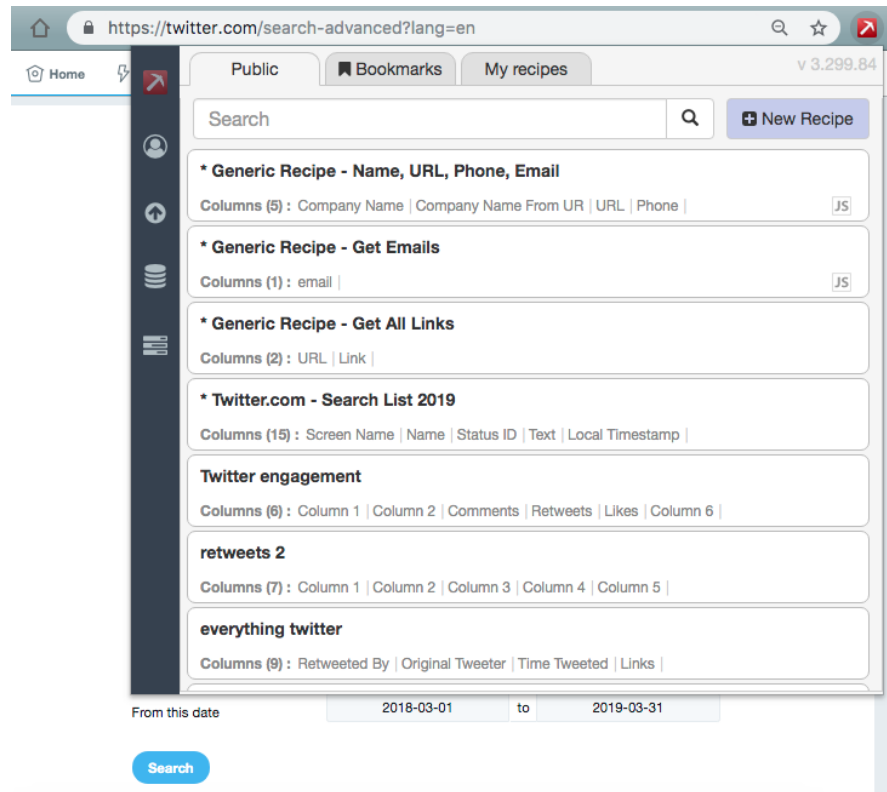 https://twitter.com/search-advanced?lang=en
Home
Public
Bookmarks
My recipes
v 3.299.84
Search
New Recipe
* Generic Recipe - Name, URL, Phone, Email
Columns (5) : Company Name | Company Name From UR | URL | Phone |
JS
* Generic Recipe - Get Emails
Columns (1) : email |
JS
* Generic Recipe - Get All Links
Columns (2) : URL | Link |
* Twitter.com - Search List 2019
Columns (15) : Screen Name | Name | Status ID | Text | Local Timestamp |
Twitter engagement
Columns (6) : Column 1 | Column 2 | Comments | Retweets | Likes | Column 6 |
retweets 2
Columns (7) : Column 1 | Column 2 | Column 3 | Column 4 | Column 5 |
everything twitter
Columns (9) : Retweeted By | Original Tweeter | Time Tweeted | Links |
From this date 2018-03-01 to 2019-03-31
Search